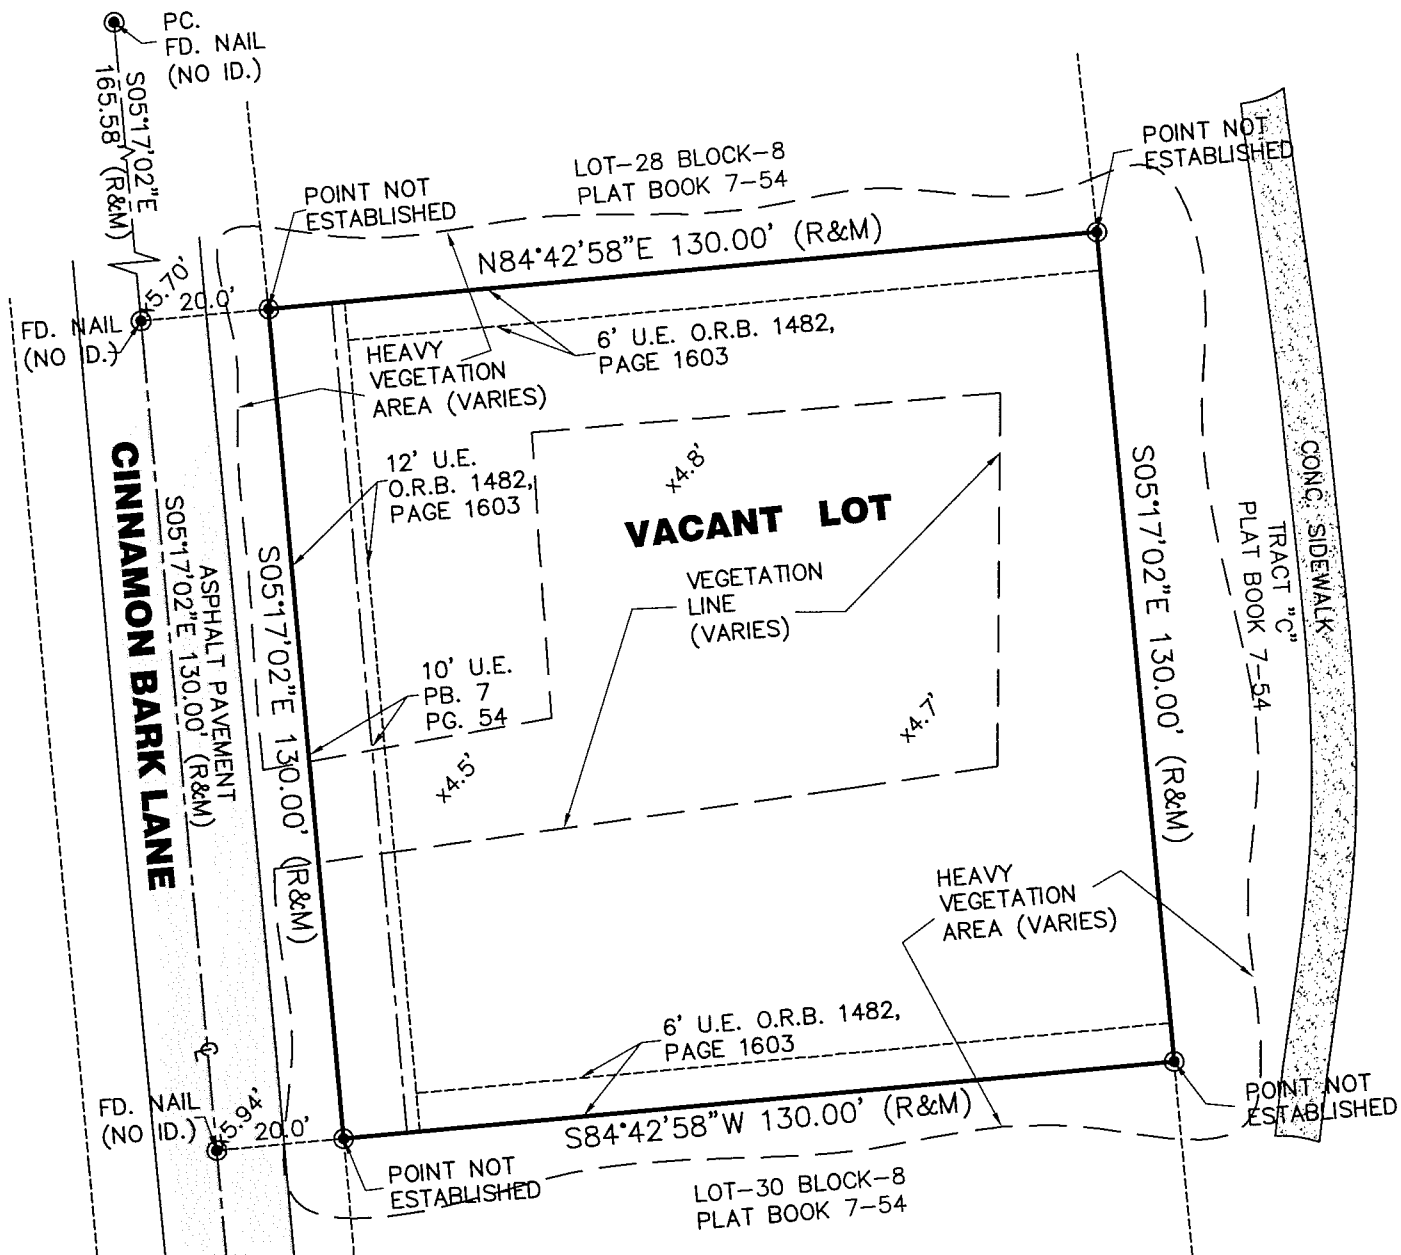 PC.
FD. NAIL
(NO ID.)
S05°17'02"E
165.58' (R&M)
POINT NOT
ESTABLISHED
LOT-28 BLOCK-8
PLAT BOOK 7-54
POINT NOT
ESTABLISHED
N84°42'58"E 130.00' (R&M)
FD. NAIL
(NO ID.)
5.70'
20.0'
6' U.E. O.R.B. 1482,
PAGE 1603
HEAVY
VEGETATION
AREA (VARIES)
12' U.E.
O.R.B. 1482,
PAGE 1603
x4.8'
VACANT LOT
VEGETATION
LINE
(VARIES)
CINNAMON BARK LANE
S05°17'02"E 130.00' (R&M)
ASPHALT PAVEMENT
S05°17'02"E 130.00' (R&M)
10' U.E.
PB. 7
PG. 54
x4.5'
x4.7'
S05°17'02"E 130.00' (R&M)
TRACT "C"
PLAT BOOK 7-54
CONC. SIDEWALK
HEAVY
VEGETATION
AREA (VARIES)
6' U.E. O.R.B. 1482,
PAGE 1603
FD. NAIL
(NO ID.)
5.94'
20.0'
S84°42'58"W 130.00' (R&M)
POINT NOT
ESTABLISHED
POINT NOT
ESTABLISHED
LOT-30 BLOCK-8
PLAT BOOK 7-54